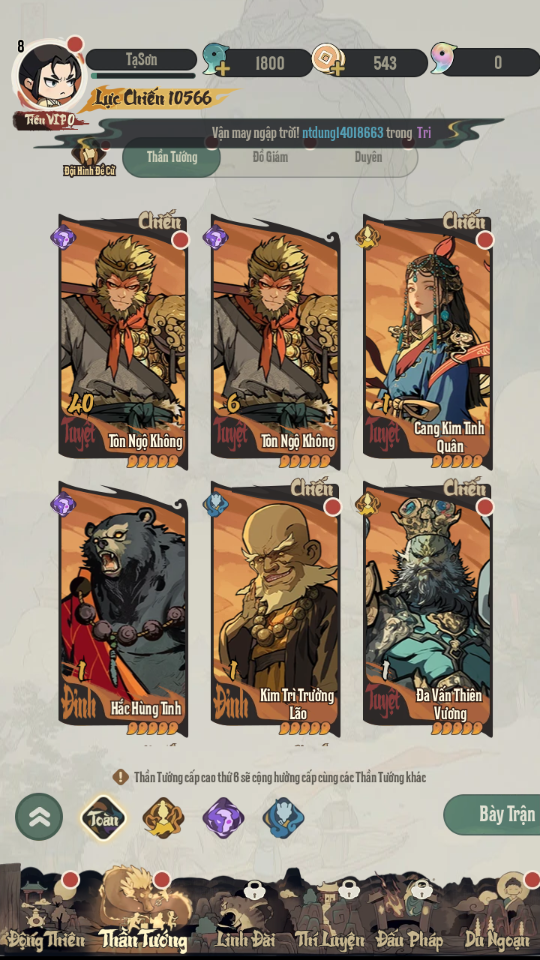 8
TạSơn
1800
543
0
Lực Chiến 10566
Tiên VIP 0
Vận may ngập trời! ntdung14018663 trong Tri
Đội Hình Đề Cử
Thần Tướng
Đồ Giám
Duyên
Chiến
40
Tuyệt
Tôn Ngộ Không
6
Tuyệt
Tôn Ngộ Không
Chiến
1
Tuyệt
Cang Kim Tinh
Quân
1
Đỉnh
Hắc Hùng Tinh
Chiến
1
Đỉnh
Kim Trì Trưởng
Lão
Chiến
1
Tuyệt
Đa Văn Thiên
Vương
Thần Tướng cấp cao thứ 6 sẽ cộng hưởng cấp cùng các Thần Tướng khác
Toàn
Bày Trận
Động Thiên
Thần Tướng
Linh Đài
Thí Luyện
Đấu Pháp
Du Ngoạn